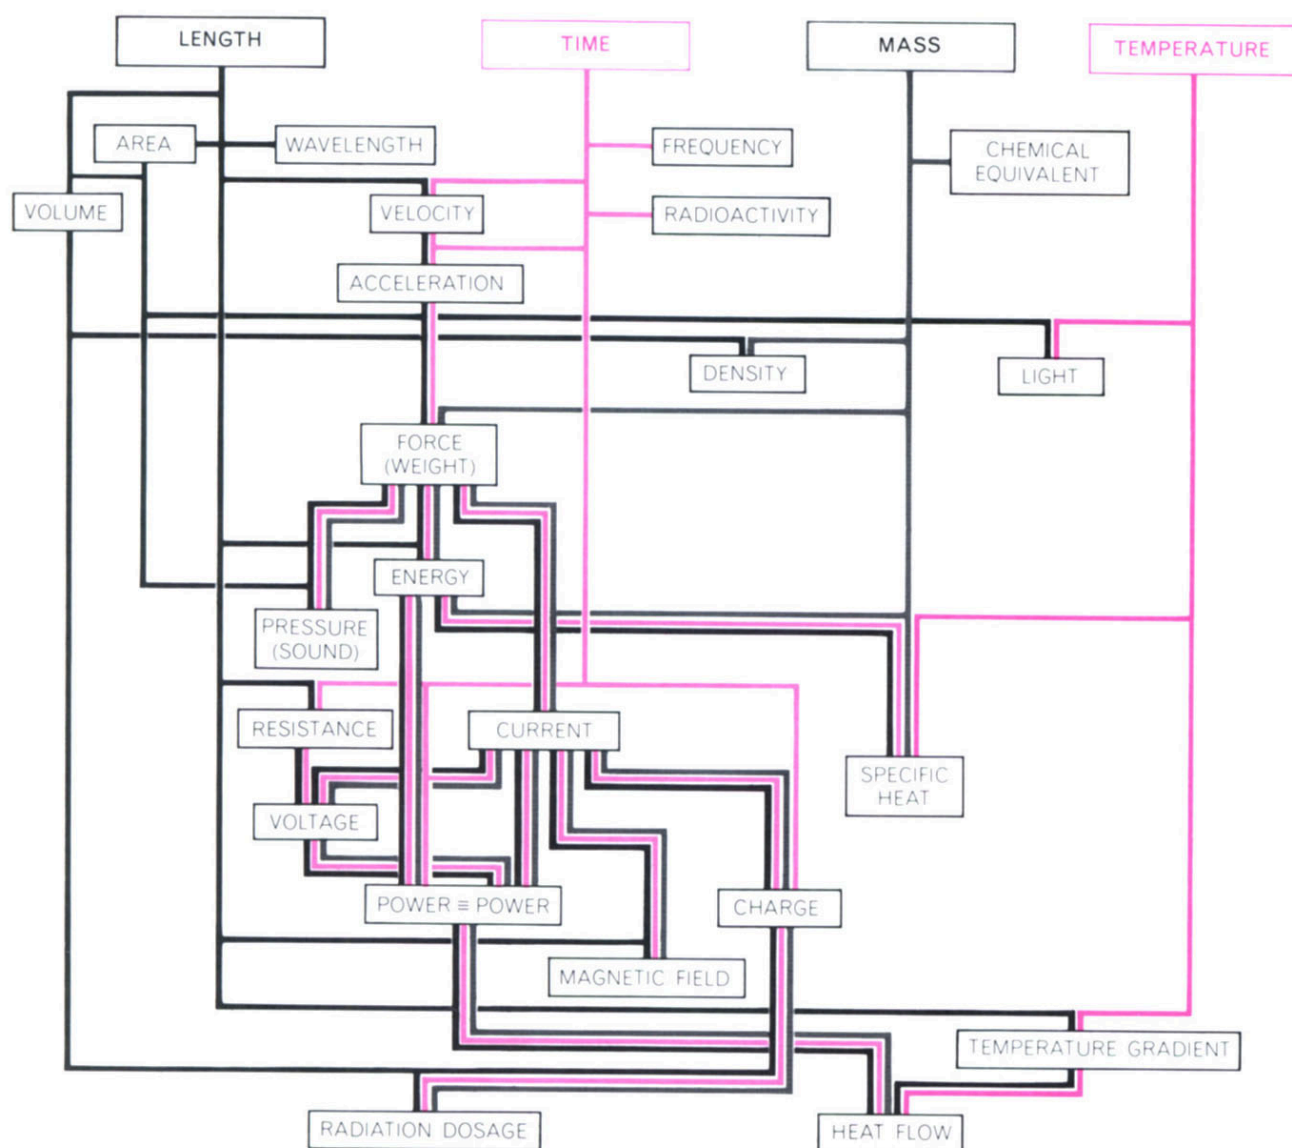 LENGTH
TIME
MASS
TEMPERATURE
AREA
WAVELENGTH
FREQUENCY
CHEMICAL
EQUIVALENT
VOLUME
VELOCITY
RADIOACTIVITY
ACCELERATION
DENSITY
LIGHT
FORCE
(WEIGHT)
ENERGY
PRESSURE
(SOUND)
RESISTANCE
CURRENT
SPECIFIC
HEAT
VOLTAGE
POWER ≡ POWER
CHARGE
MAGNETIC FIELD
TEMPERATURE GRADIENT
RADIATION DOSAGE
HEAT FLOW